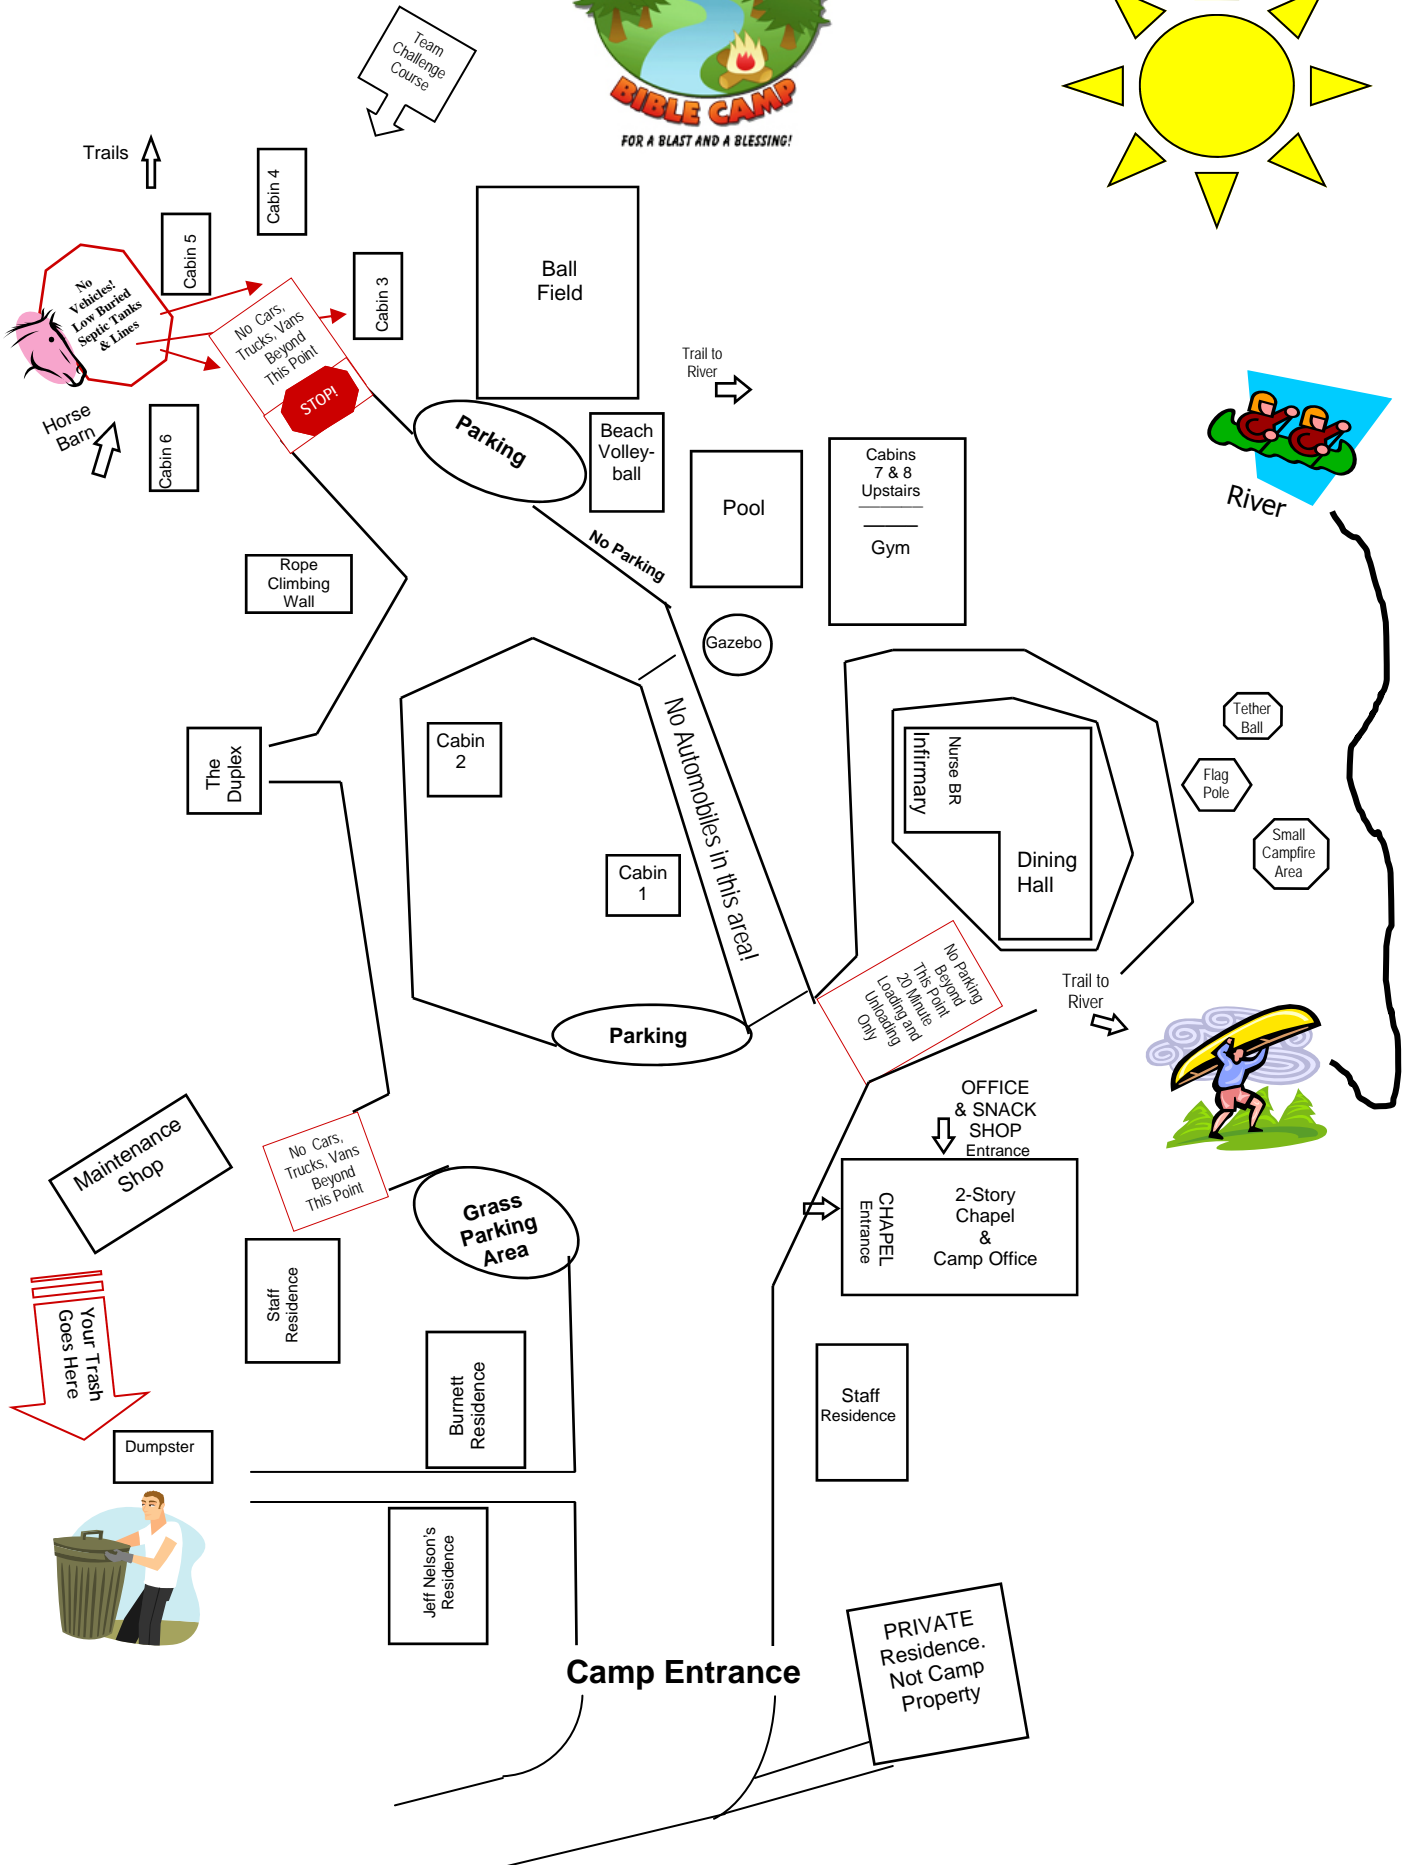 Team
Challenge
Course
BIBLE CAMP
FOR A BLAST AND A BLESSING!
Trails
Cabin 4
Cabin 5
Cabin 3
No
Vehicles!
Low Buried
Septic Tanks
& Lines
No Cars,
Trucks, Vans
Beyond
This Point
STOP!
Ball
Field
Trail to
River
Horse
Barn
Cabin 6
Parking
Beach
Volley-
ball
Pool
Cabins
7 & 8
Upstairs
Gym
River
No Parking
Rope
Climbing
Wall
Gazebo
No Automobiles in this area!
Tether
Ball
Flag
Pole
Small
Campfire
Area
The
Duplex
Cabin
2
Cabin
1
Nurse BR
Infirmary
Dining
Hall
No Parking
Beyond
This Point
20 Minute
Loading and
Unloading
Only
Trail to
River
Parking
OFFICE
& SNACK
SHOP
Entrance
Maintenance
Shop
No Cars,
Trucks, Vans
Beyond
This Point
Grass
Parking
Area
CHAPEL
Entrance
2-Story
Chapel
&
Camp Office
Staff
Residence
Your Trash
Goes Here
Burnett
Residence
Staff
Residence
Dumpster
Jeff Nelson's
Residence
Camp Entrance
PRIVATE
Residence.
Not Camp
Property